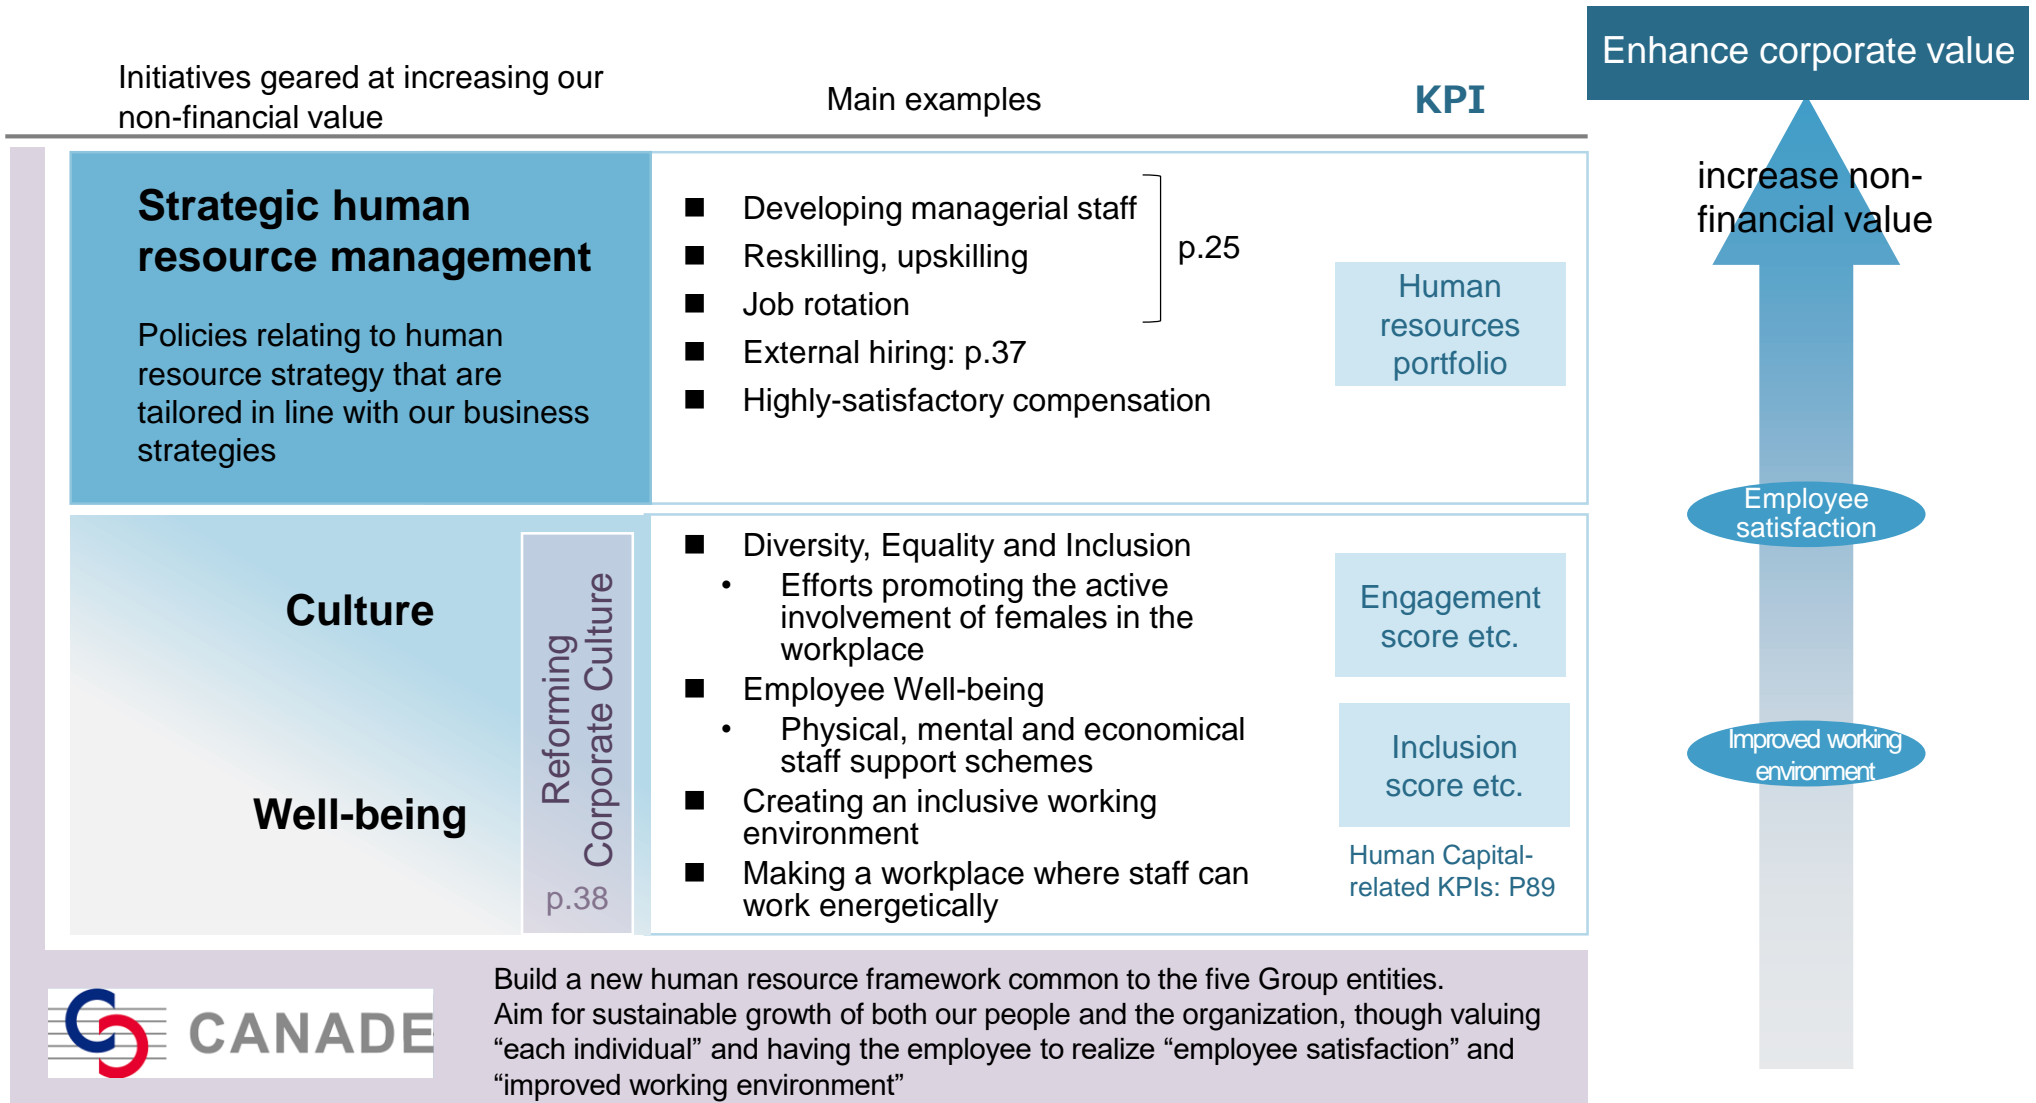 Initiatives geared at increasing our
non-financial value
Main examples
KPI
Enhance corporate value
increase non-
financial value
Strategic human
resource management
Policies relating to human
resource strategy that are
tailored in line with our business
strategies
■ Developing managerial staff
■ Reskilling, upskilling
■ Job rotation
p.25
■ External hiring: p.37
■ Highly-satisfactory compensation
Human
resources
portfolio
Employee
satisfaction
Culture
Well-being
Reforming
Corporate Culture
p.38
■ Diversity, Equality and Inclusion
• Efforts promoting the active
involvement of females in the
workplace
■ Employee Well-being
• Physical, mental and economical
staff support schemes
■ Creating an inclusive working
environment
■ Making a workplace where staff can
work energetically
Engagement
score etc.
Inclusion
score etc.
Human Capital-
related KPIs: P89
Improved working
environment
CANADE
Build a new human resource framework common to the five Group entities.
Aim for sustainable growth of both our people and the organization, though valuing
“each individual” and having the employee to realize “employee satisfaction” and
“improved working environment”